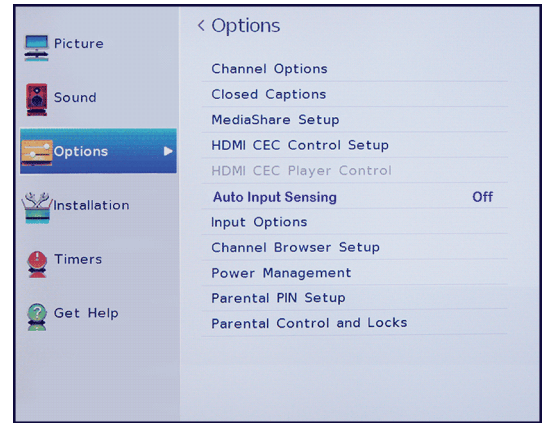 Picture
Sound
Options
Installation
Timers
Get Help
< Options
Channel Options
Closed Captions
MediaShare Setup
HDMI CEC Control Setup
HDMI CEC Player Control
Auto Input Sensing Off
Input Options
Channel Browser Setup
Power Management
Parental PIN Setup
Parental Control and Locks